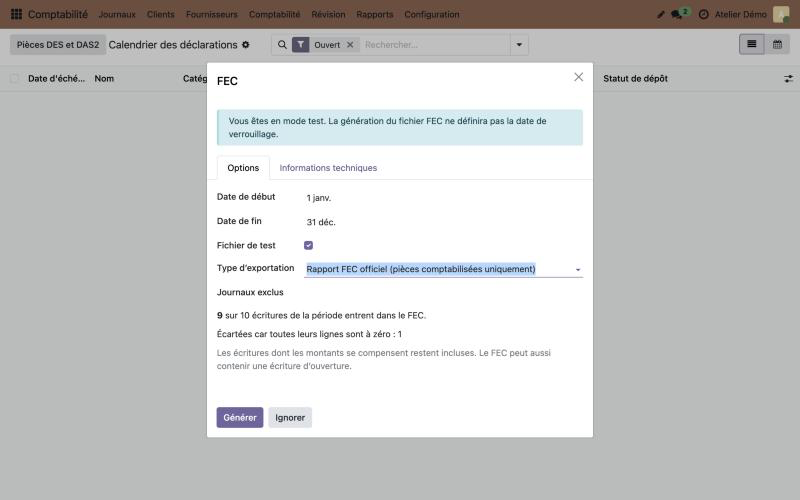 Comptabilité Journaux Clients Fournisseurs Comptabilité Révision Rapports Configuration 2 Atelier Démo A
Pièces DES et DAS2 Calendrier des déclarations Ouvert Rechercher...
Date d'éché... Nom Catég Statut de dépôt
FEC
Vous êtes en mode test. La génération du fichier FEC ne définira pas la date de
verrouillage.
Options Informations techniques
Date de début 1 janv.
Date de fin 31 déc.
Fichier de test
Type d'exportation Rapport FEC officiel (pièces comptabilisées uniquement)
Journaux exclus
9 sur 10 écritures de la période entrent dans le FEC.
Écartées car toutes leurs lignes sont à zéro : 1
Les écritures dont les montants se compensent restent incluses. Le FEC peut aussi
contenir une écriture d'ouverture.
Générer Ignorer